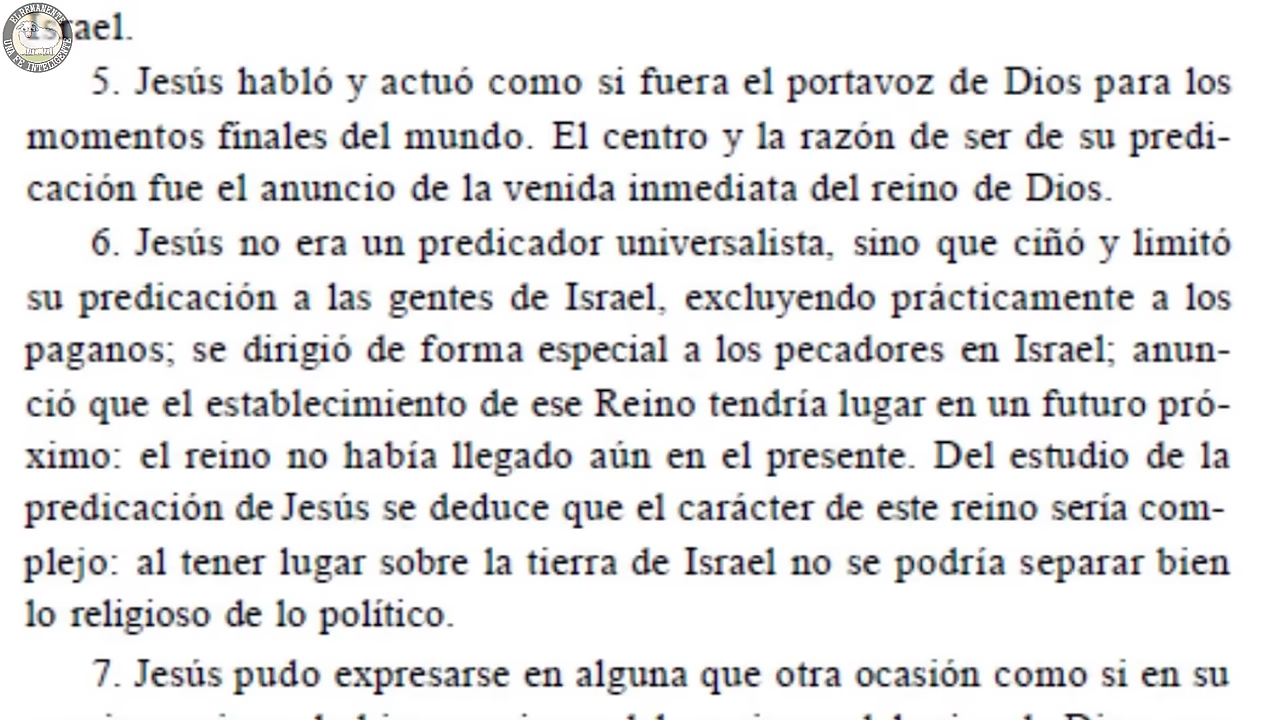 EL REMANENTE
UNA FE INTELIGENTE
Israel.
5. Jesús habló y actuó como si fuera el portavoz de Dios para los
momentos finales del mundo. El centro y la razón de ser de su predi-
cación fue el anuncio de la venida inmediata del reino de Dios.
6. Jesús no era un predicador universalista, sino que ciñó y limitó
su predicación a las gentes de Israel, excluyendo prácticamente a los
paganos; se dirigió de forma especial a los pecadores en Israel; anun-
ció que el establecimiento de ese Reino tendría lugar en un futuro pró-
ximo: el reino no había llegado aún en el presente. Del estudio de la
predicación de Jesús se deduce que el carácter de este reino sería com-
plejo: al tener lugar sobre la tierra de Israel no se podría separar bien
lo religioso de lo político.
7. Jesús pudo expresarse en alguna que otra ocasión como si en su